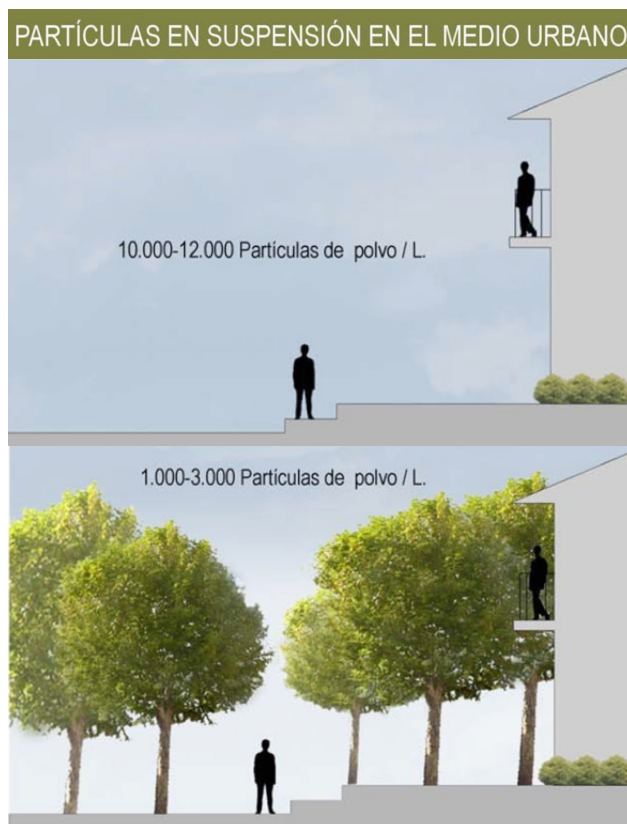 PARTÍCULAS EN SUSPENSIÓN EN EL MEDIO URBANO
10.000-12.000 Partículas de polvo / L.
1.000-3.000 Partículas de polvo / L.